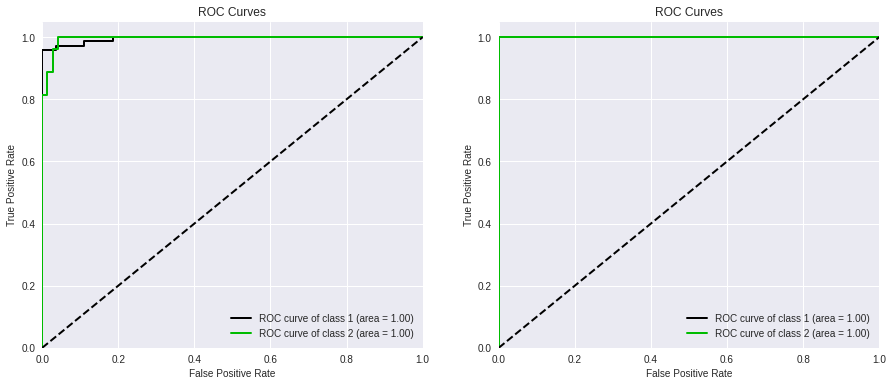 ROC Curves
True Positive Rate
1.0
0.8
0.6
0.4
0.2
0.0
ROC curve of class 1 (area = 1.00)
ROC curve of class 2 (area = 1.00)
0.0 0.2 0.4 0.6 0.8 1.0
False Positive Rate
ROC Curves
True Positive Rate
1.0
0.8
0.6
0.4
0.2
0.0
ROC curve of class 1 (area = 1.00)
ROC curve of class 2 (area = 1.00)
0.0 0.2 0.4 0.6 0.8 1.0
False Positive Rate